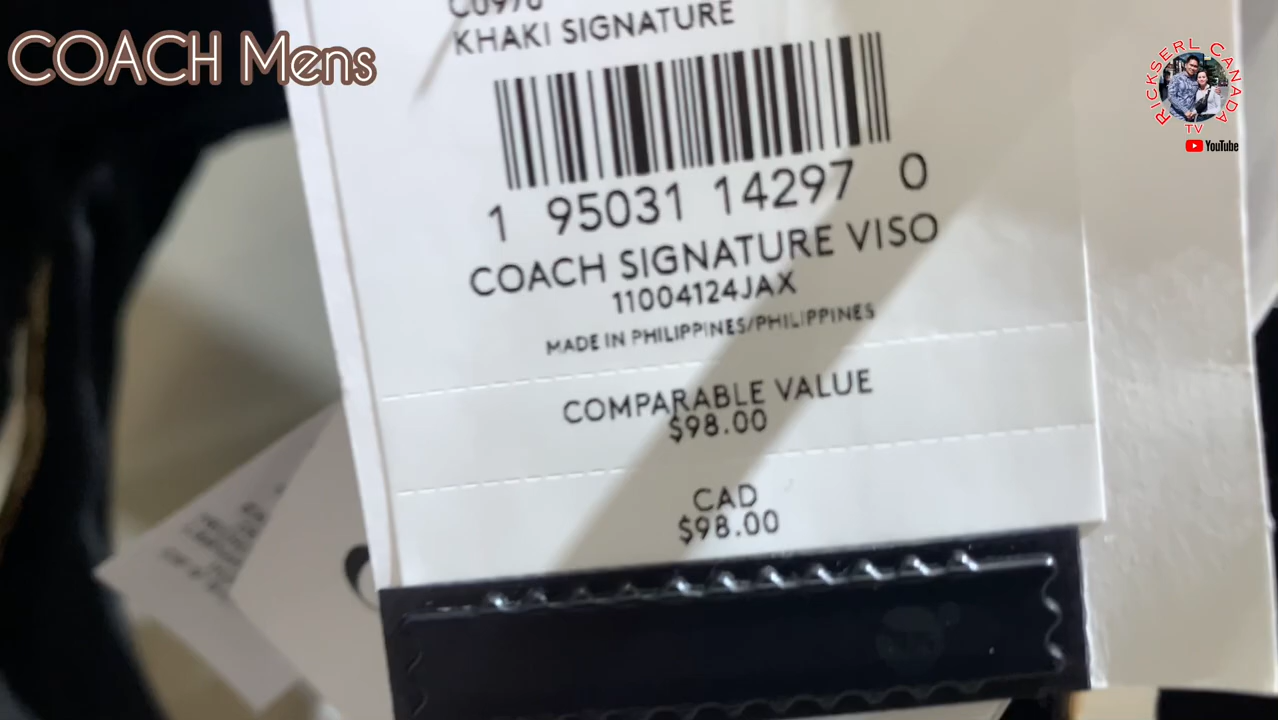 COACH Mens
RICKSERL CANADA
TV
YouTube
C0970
KHAKI SIGNATURE
1 95031 14297 0
COACH SIGNATURE VISO
11004124JAX
MADE IN PHILIPPINES/PHILIPPINES
COMPARABLE VALUE
$98.00
CAD
$98.00